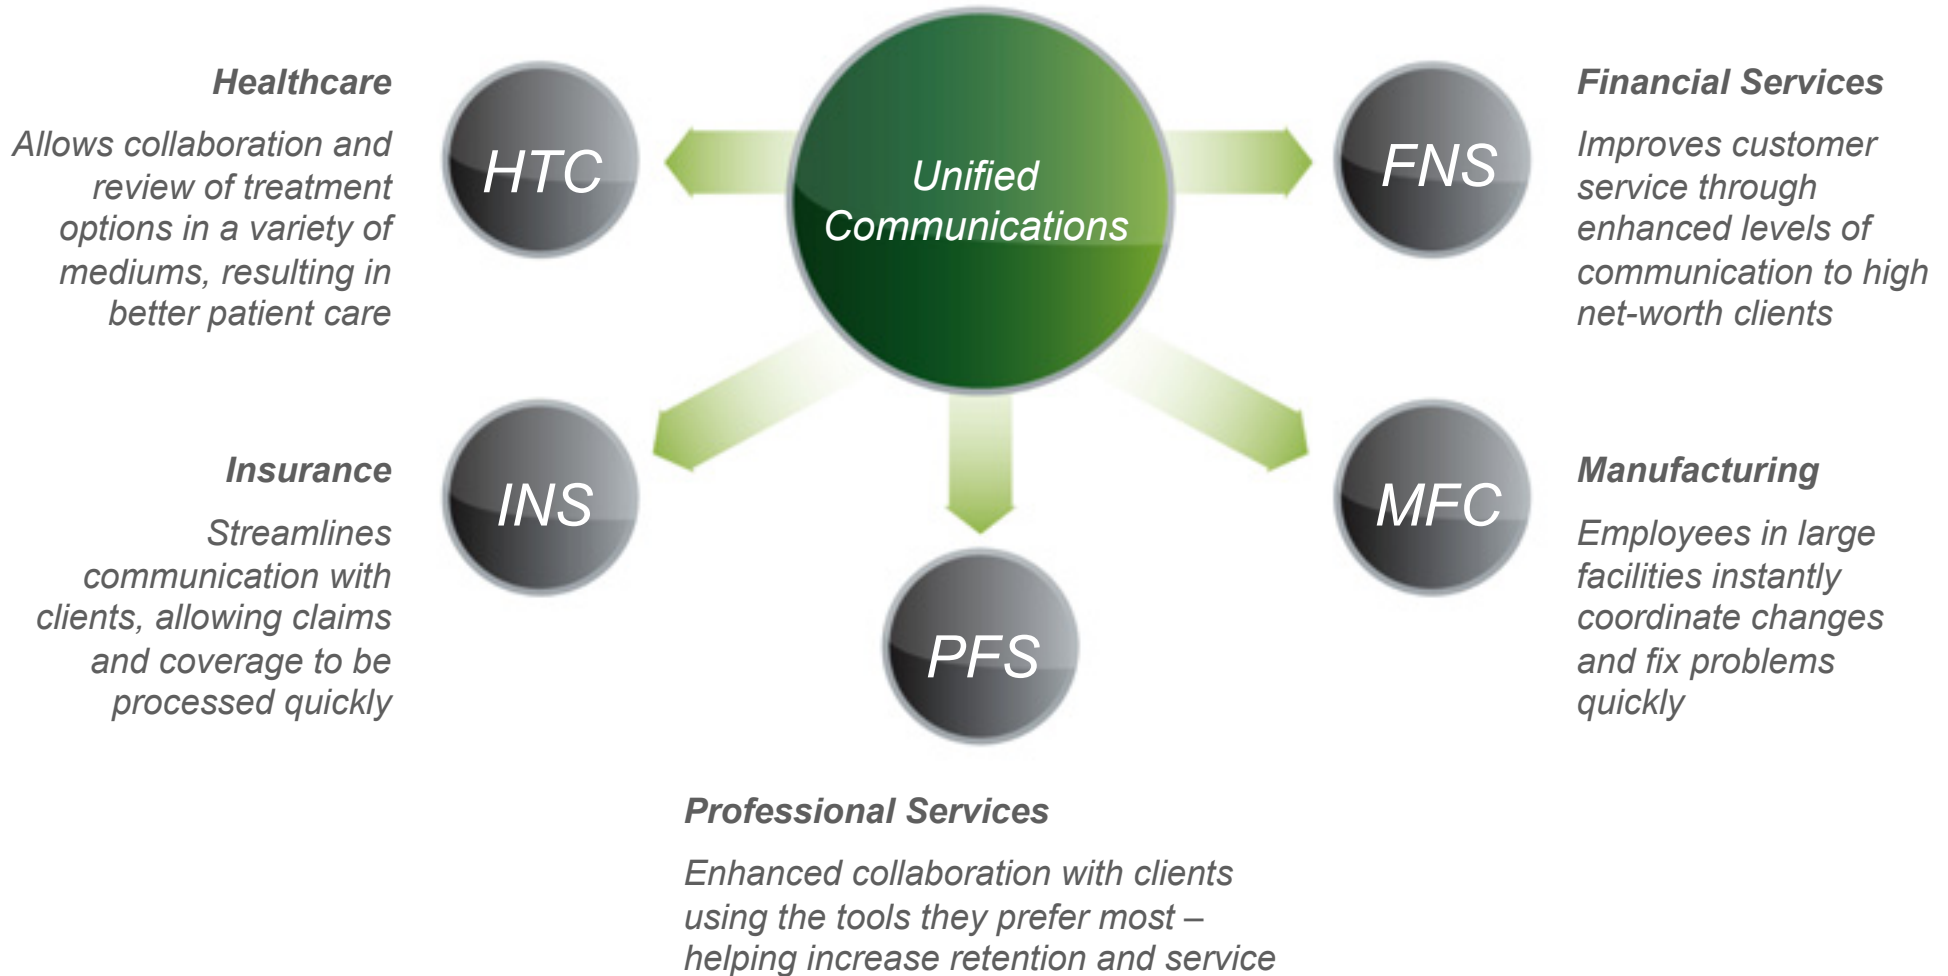 Healthcare
Allows collaboration and
review of treatment
options in a variety of
mediums, resulting in
better patient care
HTC
Unified
Communications
FNS
Financial Services
Improves customer
service through
enhanced levels of
communication to high
net-worth clients
Insurance
Streamlines
communication with
clients, allowing claims
and coverage to be
processed quickly
INS
PFS
MFC
Manufacturing
Employees in large
facilities instantly
coordinate changes
and fix problems
quickly
Professional Services
Enhanced collaboration with clients
using the tools they prefer most –
helping increase retention and service